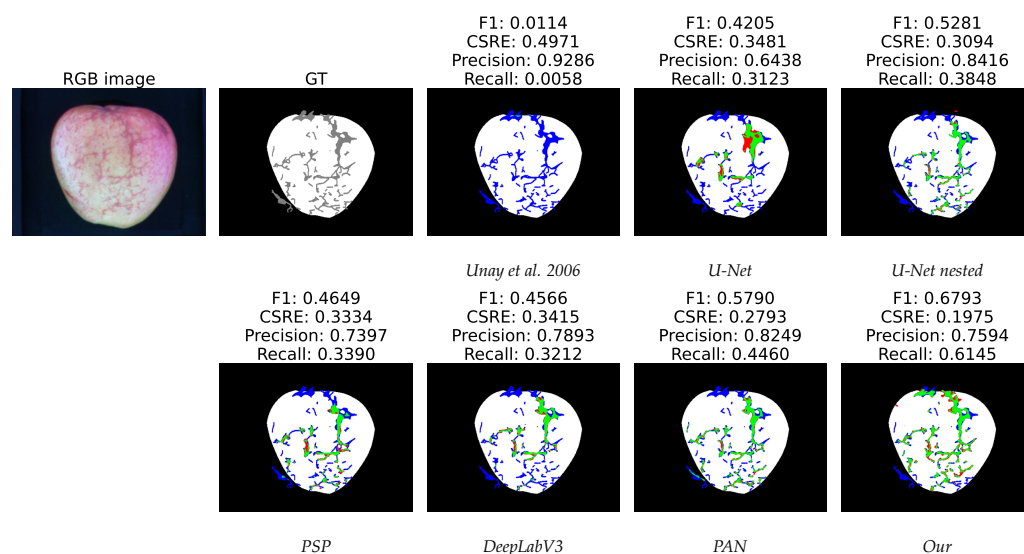 RGB image
GT
F1: 0.0114
CSRE: 0.4971
Precision: 0.9286
Recall: 0.0058
F1: 0.4205
CSRE: 0.3481
Precision: 0.6438
Recall: 0.3123
F1: 0.5281
CSRE: 0.3094
Precision: 0.8416
Recall: 0.3848
Unay et al. 2006
U-Net
U-Net nested
F1: 0.4649
CSRE: 0.3334
Precision: 0.7397
Recall: 0.3390
F1: 0.4566
CSRE: 0.3415
Precision: 0.7893
Recall: 0.3212
F1: 0.5790
CSRE: 0.2793
Precision: 0.8249
Recall: 0.4460
F1: 0.6793
CSRE: 0.1975
Precision: 0.7594
Recall: 0.6145
PSP
DeepLabV3
PAN
Our